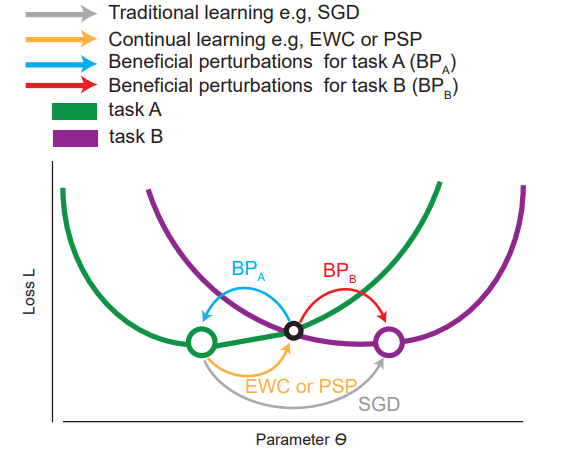 Traditional learning e.g, SGD
Continual learning e.g, EWC or PSP
Beneficial perturbations for task A (BP_A)
Beneficial perturbations for task B (BP_B)
task A
task B
Loss L
BP_A
BP_B
EWC or PSP
SGD
Parameter Θ